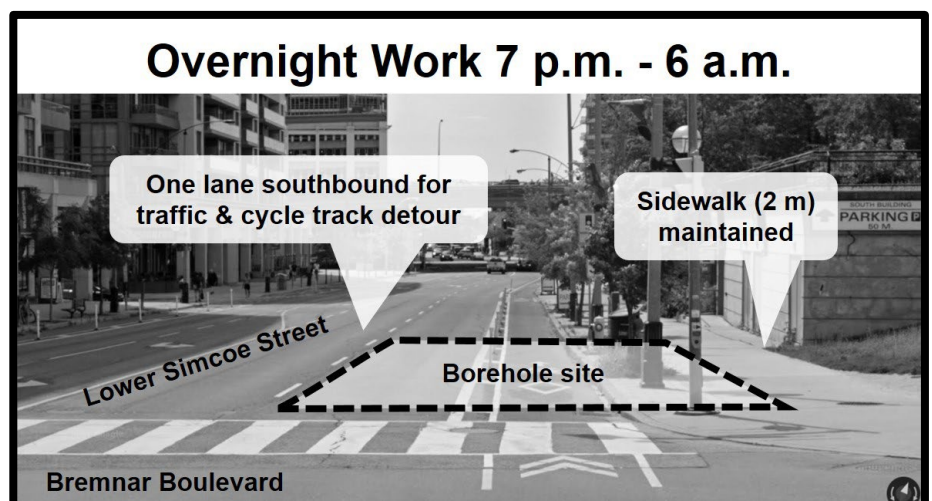 Overnight Work 7 p.m. - 6 a.m.
One lane southbound for
traffic & cycle track detour
Sidewalk (2 m)
maintained
SOUTH BUILDING
PARKING P
50 M
Lower Simcoe Street
Borehole site
Bremnar Boulevard